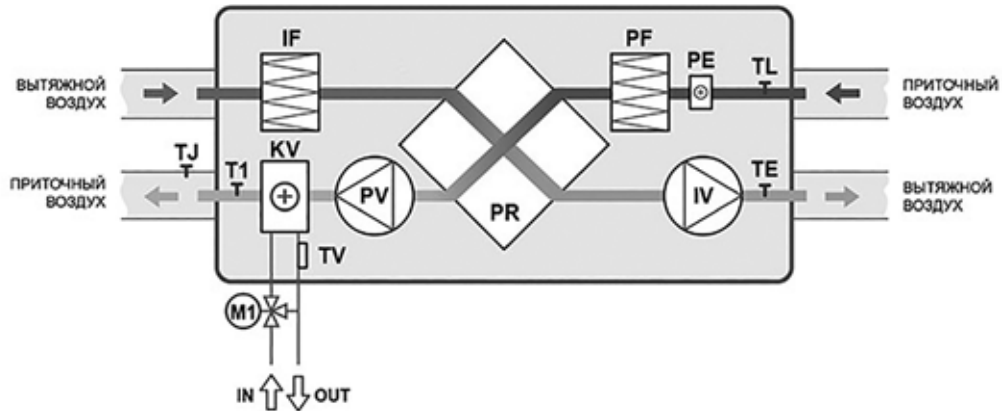 IF
PF
PE
TL
ВЫТЯЖНОЙ
ВОЗДУХ
ПРИТОЧНЫЙ
ВОЗДУХ
TJ
T1
KV
ПРИТОЧНЫЙ
ВОЗДУХ
PV
PR
IV
TE
ВЫТЯЖНОЙ
ВОЗДУХ
TV
M1
IN
OUT